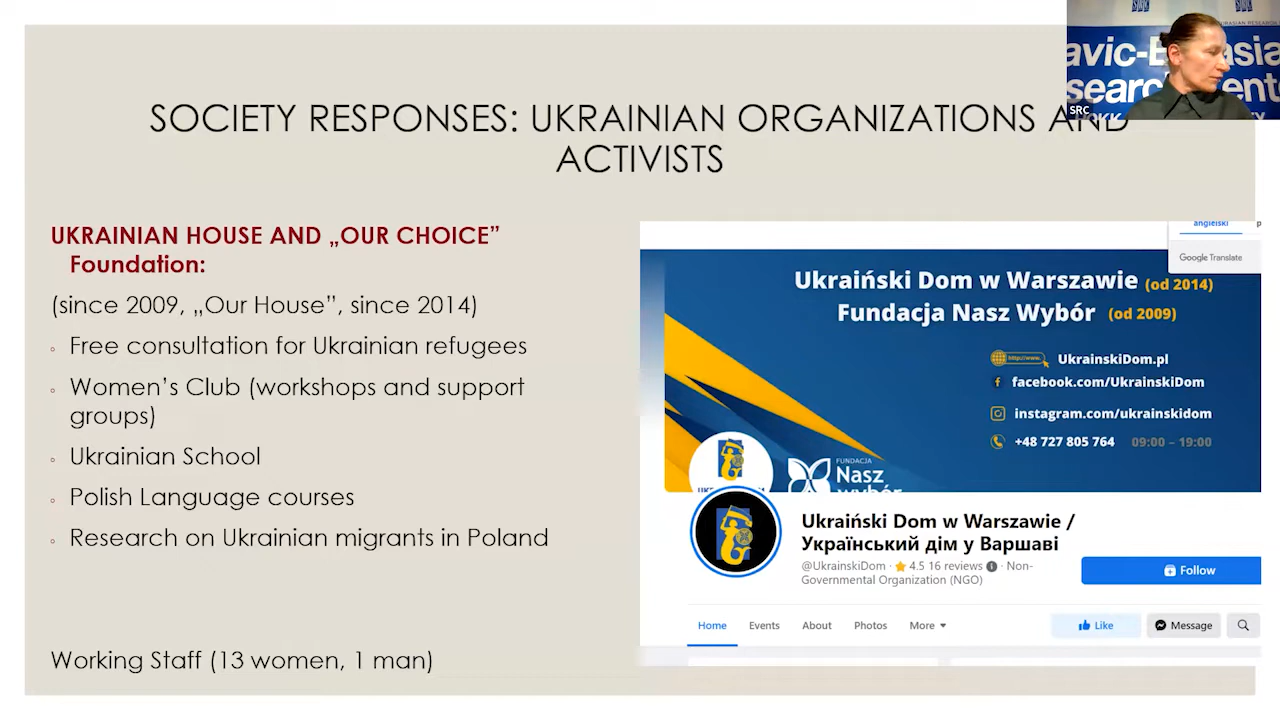 SOCIETY RESPONSES: UKRAINIAN ORGANIZATIONS AND
ACTIVISTS
SRC
UKRAINIAN HOUSE AND „OUR CHOICE”
Foundation:
(since 2009, „Our House”, since 2014)
Free consultation for Ukrainian refugees
Women’s Club (workshops and support
groups)
Ukrainian School
Polish Language courses
Research on Ukrainian migrants in Poland
Working Staff (13 women, 1 man)
angielski
Google Translate
Ukraiński Dom w Warszawie (od 2014)
Fundacja Nasz Wybór (od 2009)
http://www.
UkrainskiDom.pl
facebook.com/UkrainskiDom
instagram.com/ukrainskidom
+48 727 805 764 09:00 – 19:00
FUNDACJA
Nasz
wybór
Ukraiński Dom w Warszawie /
Український дім у Варшаві
@UkrainskiDom · 4.5 16 reviews · Non-
Governmental Organization (NGO)
Follow
Home Events About Photos More
Like Message